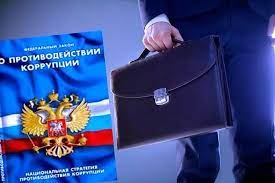 ФЕДЕРАЛЬНЫЙ ЗАКОН
О ПРОТИВОДЕЙСТВИИ
КОРРУПЦИИ
НАЦИОНАЛЬНАЯ СТРАТЕГИЯ
ПРОТИВОДЕЙСТВИЯ КОРРУПЦИИ